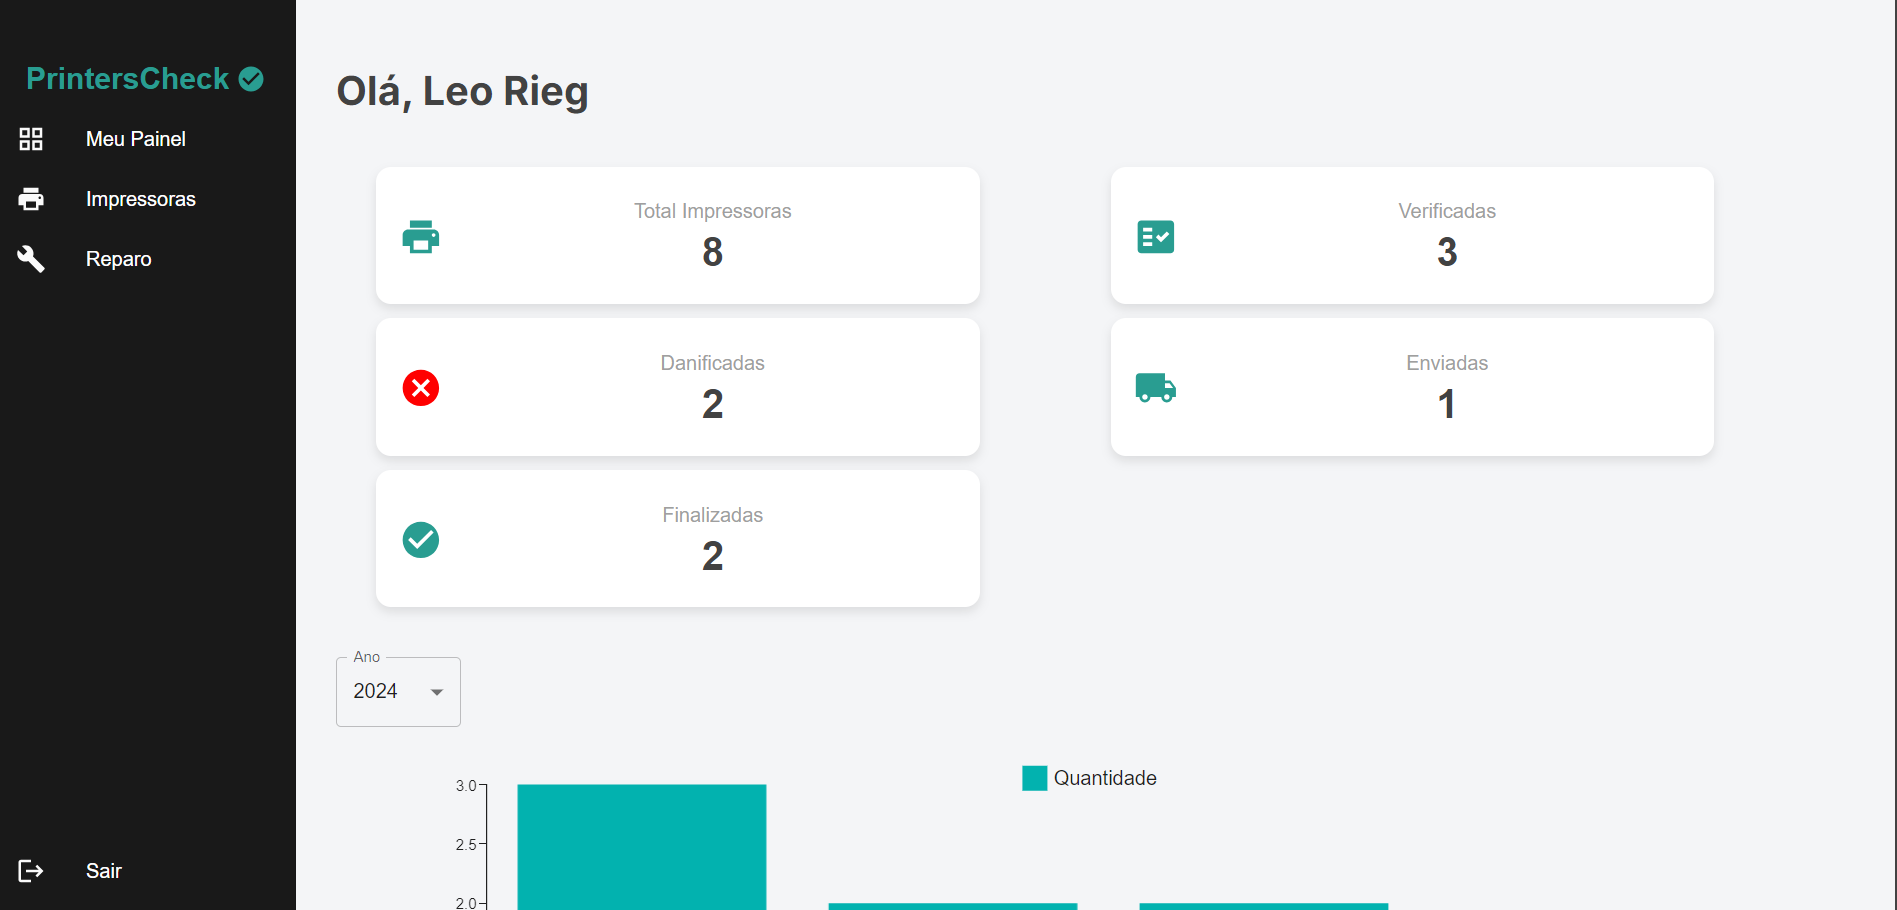 PrintersCheck
Meu Painel
Impressoras
Reparo
Sair
Olá, Leo Rieg
Total Impressoras
8
Verificadas
3
Danificadas
2
Enviadas
1
Finalizadas
2
Ano
2024
Quantidade
3.0
2.5
2.0